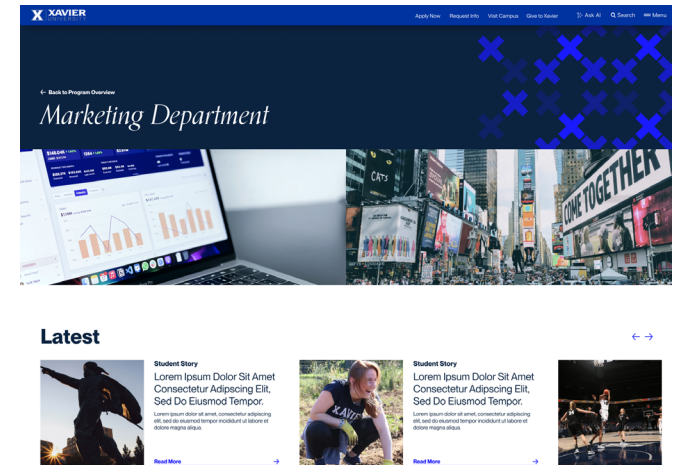 XAVIER
UNIVERSITY
Apply Now Request Info Visit Campus Give to Xavier Ask AI Search Menu
Back to Program Overview
Marketing Department
CATS
COME TOGETHER
Latest
Student Story
Lorem Ipsum Dolor Sit Amet
Consectetur Adipiscing Elit,
Sed Do Eiusmod Tempor.
Lorem ipsum dolor sit amet, consectetur adipiscing
elit, sed do eiusmod tempor incididunt ut labore et
dolore magna aliqua.
Read More
XAVIER
Student Story
Lorem Ipsum Dolor Sit Amet
Consectetur Adipiscing Elit,
Sed Do Eiusmod Tempor.
Lorem ipsum dolor sit amet, consectetur adipiscing
elit, sed do eiusmod tempor incididunt ut labore et
dolore magna aliqua.
Read More